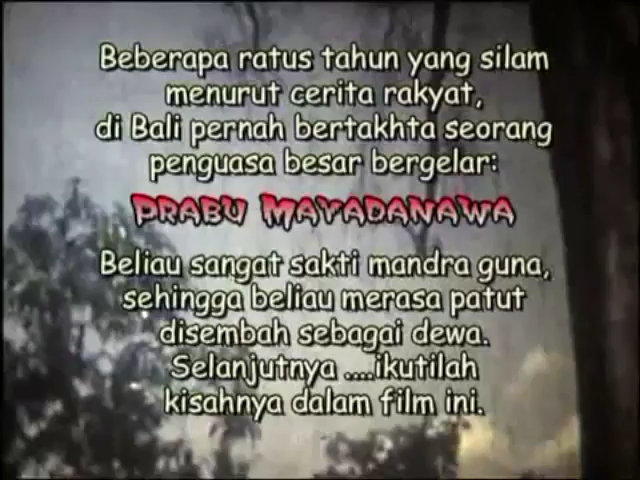 Beberapa ratus tahun yang silam
menurut cerita rakyat,
di Bali pernah bertakhta seorang
penguasa besar bergelar:
PRABU MAYADANAWA
Beliau sangat sakti mandra guna,
sehingga beliau merasa patut
disembah sebagai dewa.
Selanjutnya ....ikutilah
kisahnya dalam film ini.